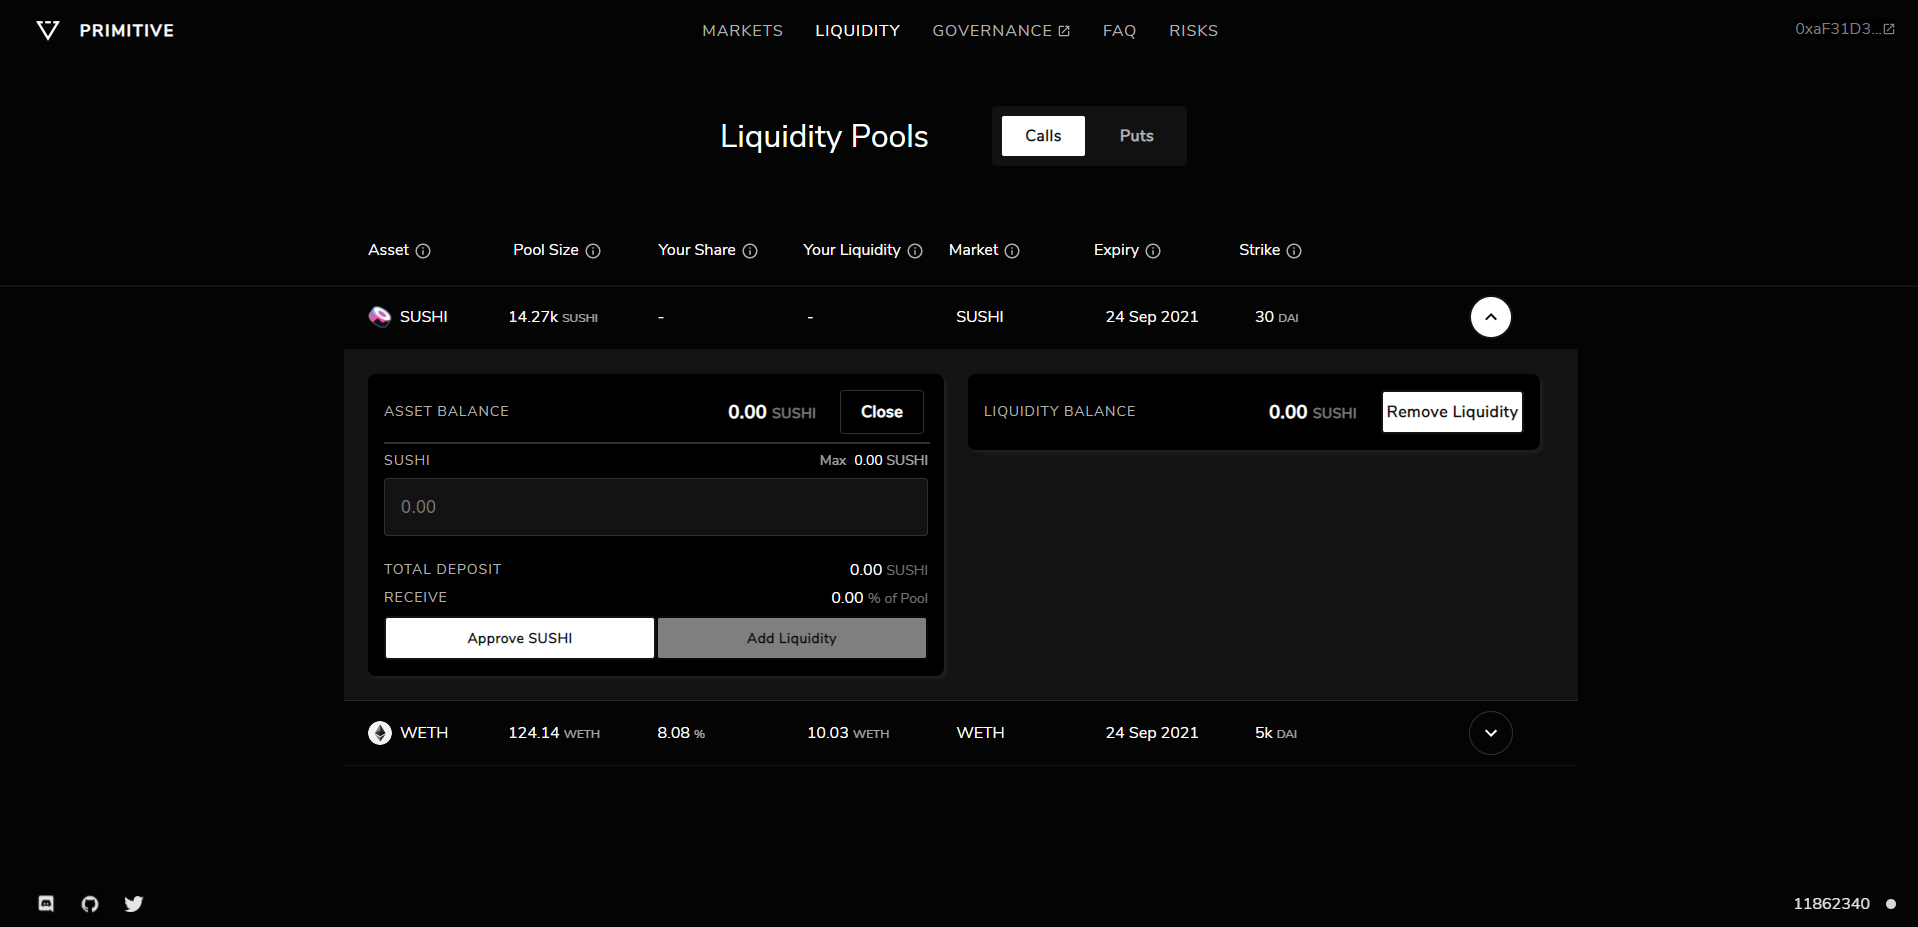 PRIMITIVE MARKETS LIQUIDITY GOVERNANCE FAQ RISKS 0xaF31D3...
Liquidity Pools Calls Puts
Asset Pool Size Your Share Your Liquidity Market Expiry Strike
SUSHI 14.27k SUSHI - - SUSHI 24 Sep 2021 30 DAI
ASSET BALANCE 0.00 SUSHI Close
LIQUIDITY BALANCE 0.00 SUSHI Remove Liquidity
SUSHI Max 0.00 SUSHI
0.00
TOTAL DEPOSIT 0.00 SUSHI
RECEIVE 0.00 % of Pool
Approve SUSHI Add Liquidity
WETH 124.14 WETH 8.08 % 10.03 WETH WETH 24 Sep 2021 5k DAI
11862340